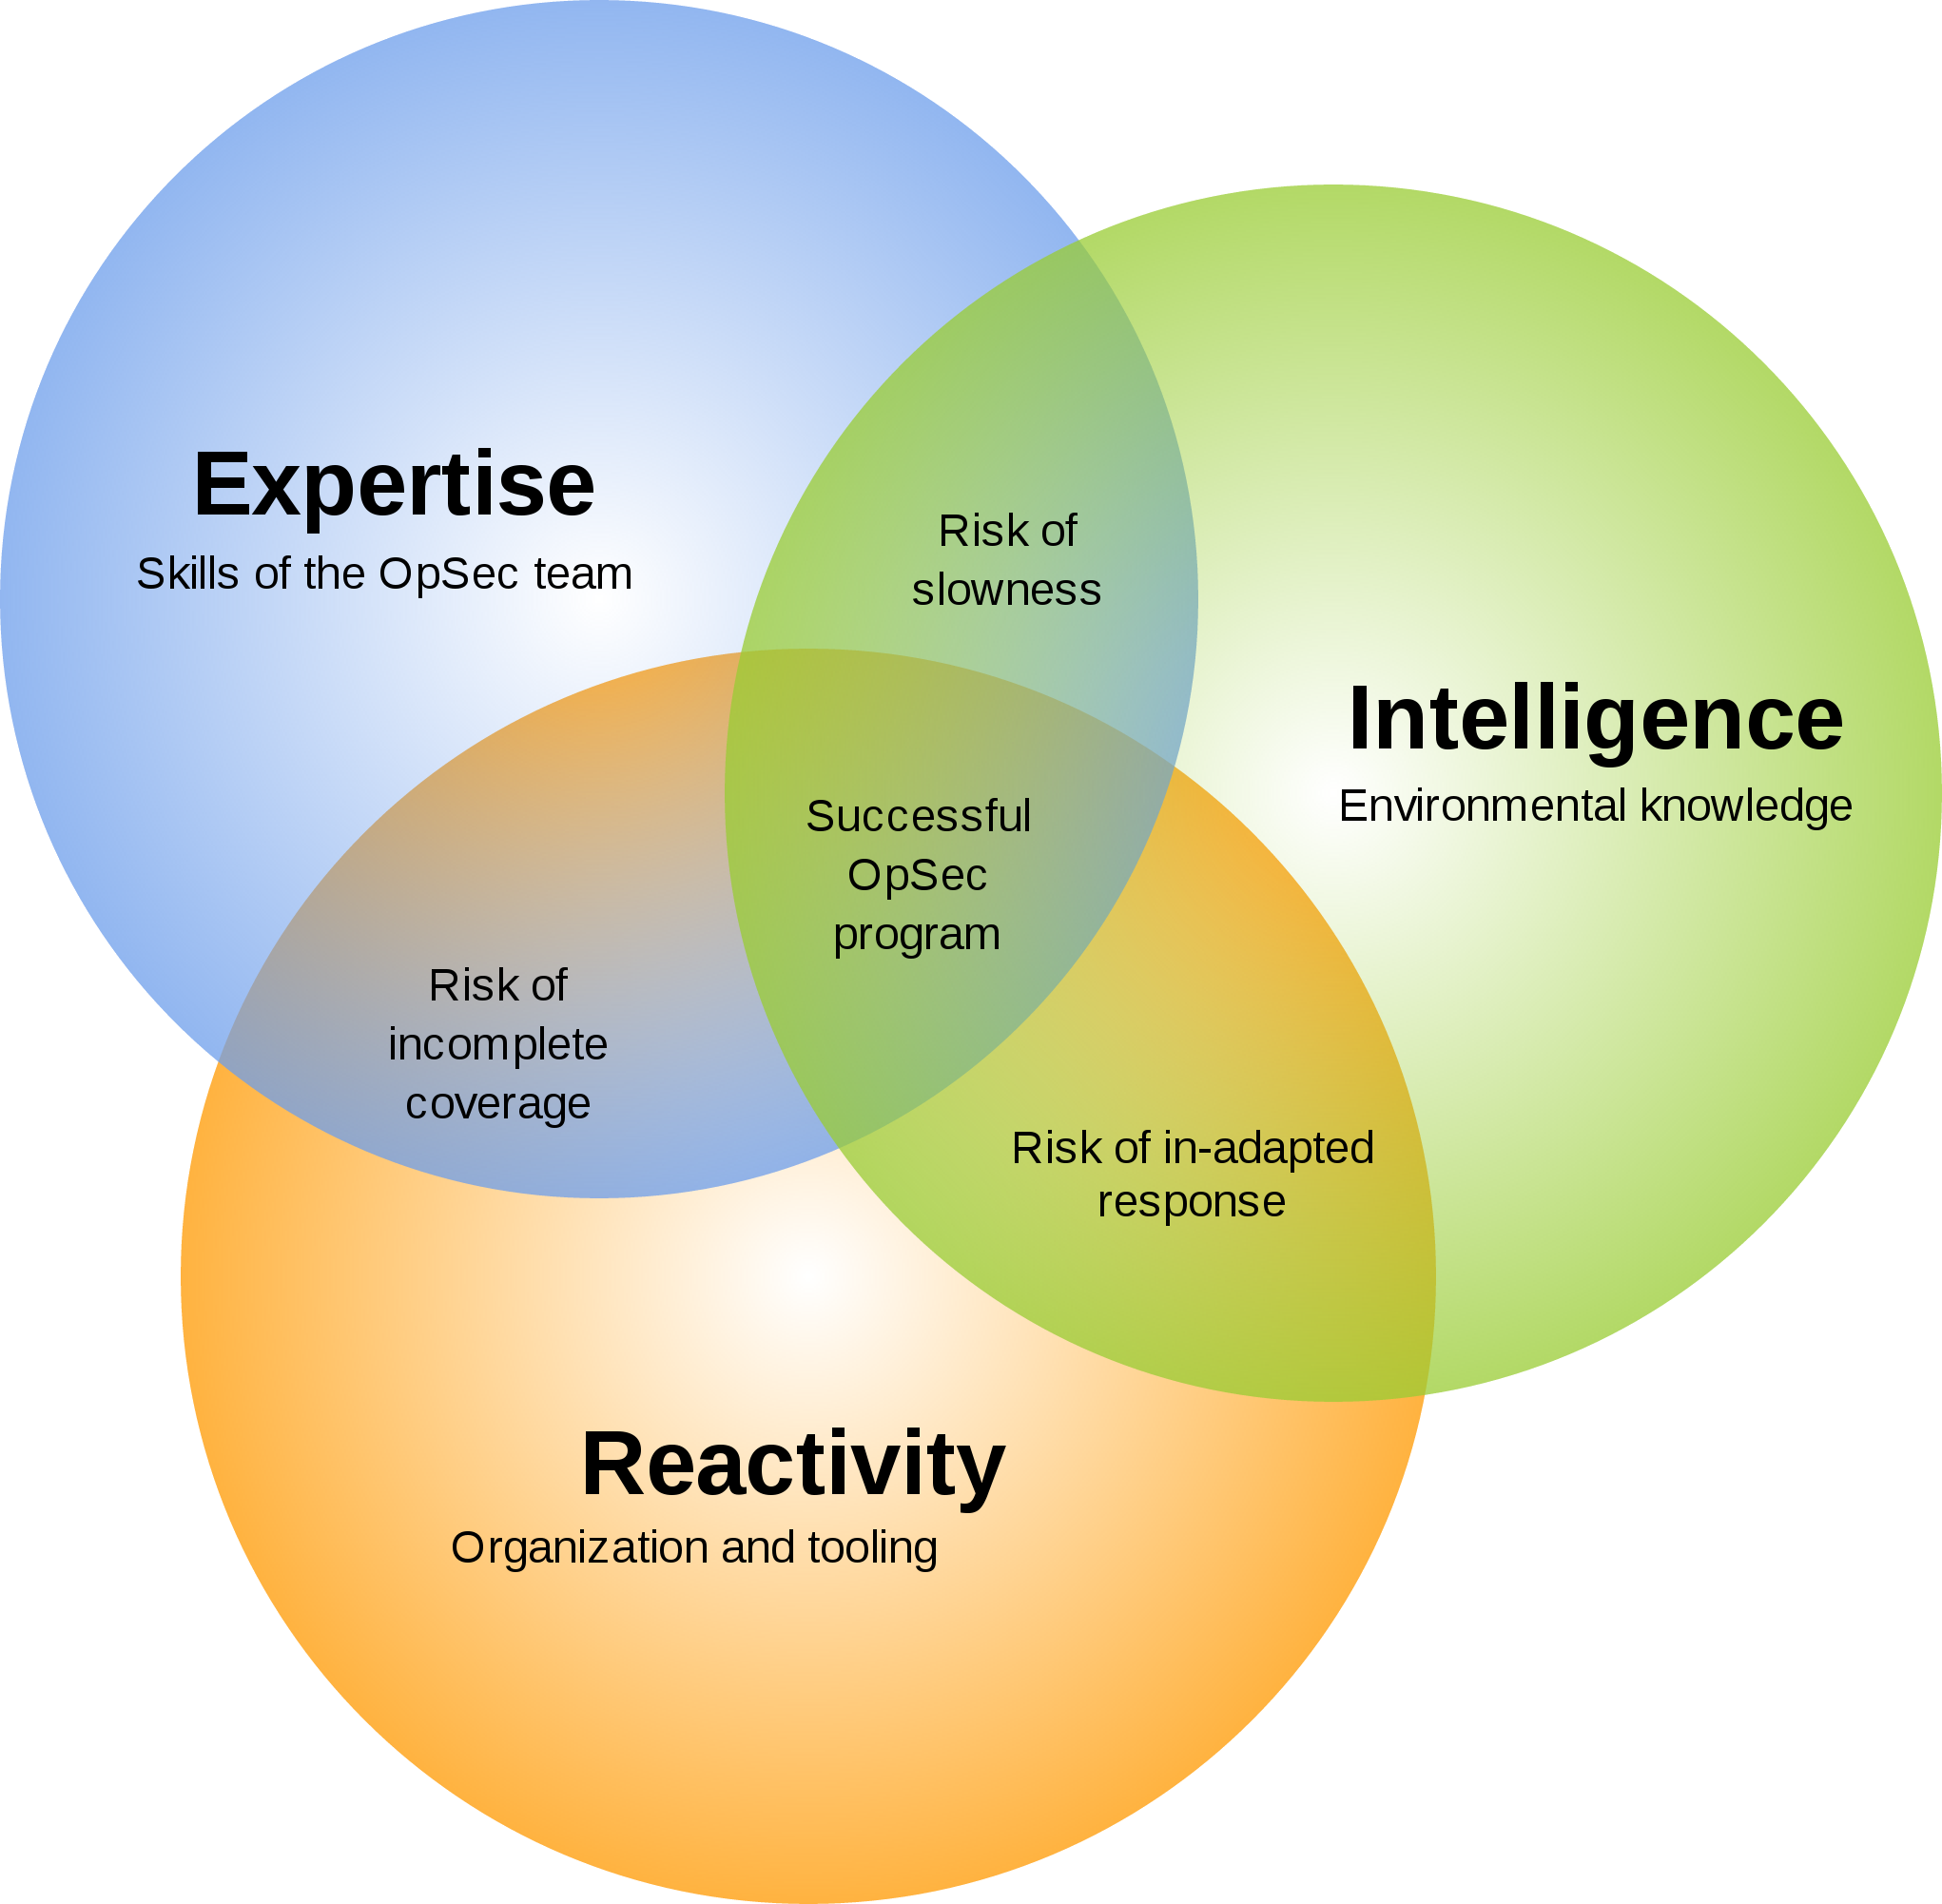 Expertise
Skills of the OpSec team
Risk of
slowness
Intelligence
Environmental knowledge
Successful
OpSec
program
Risk of
incomplete
coverage
Risk of in-adapted
response
Reactivity
Organization and tooling